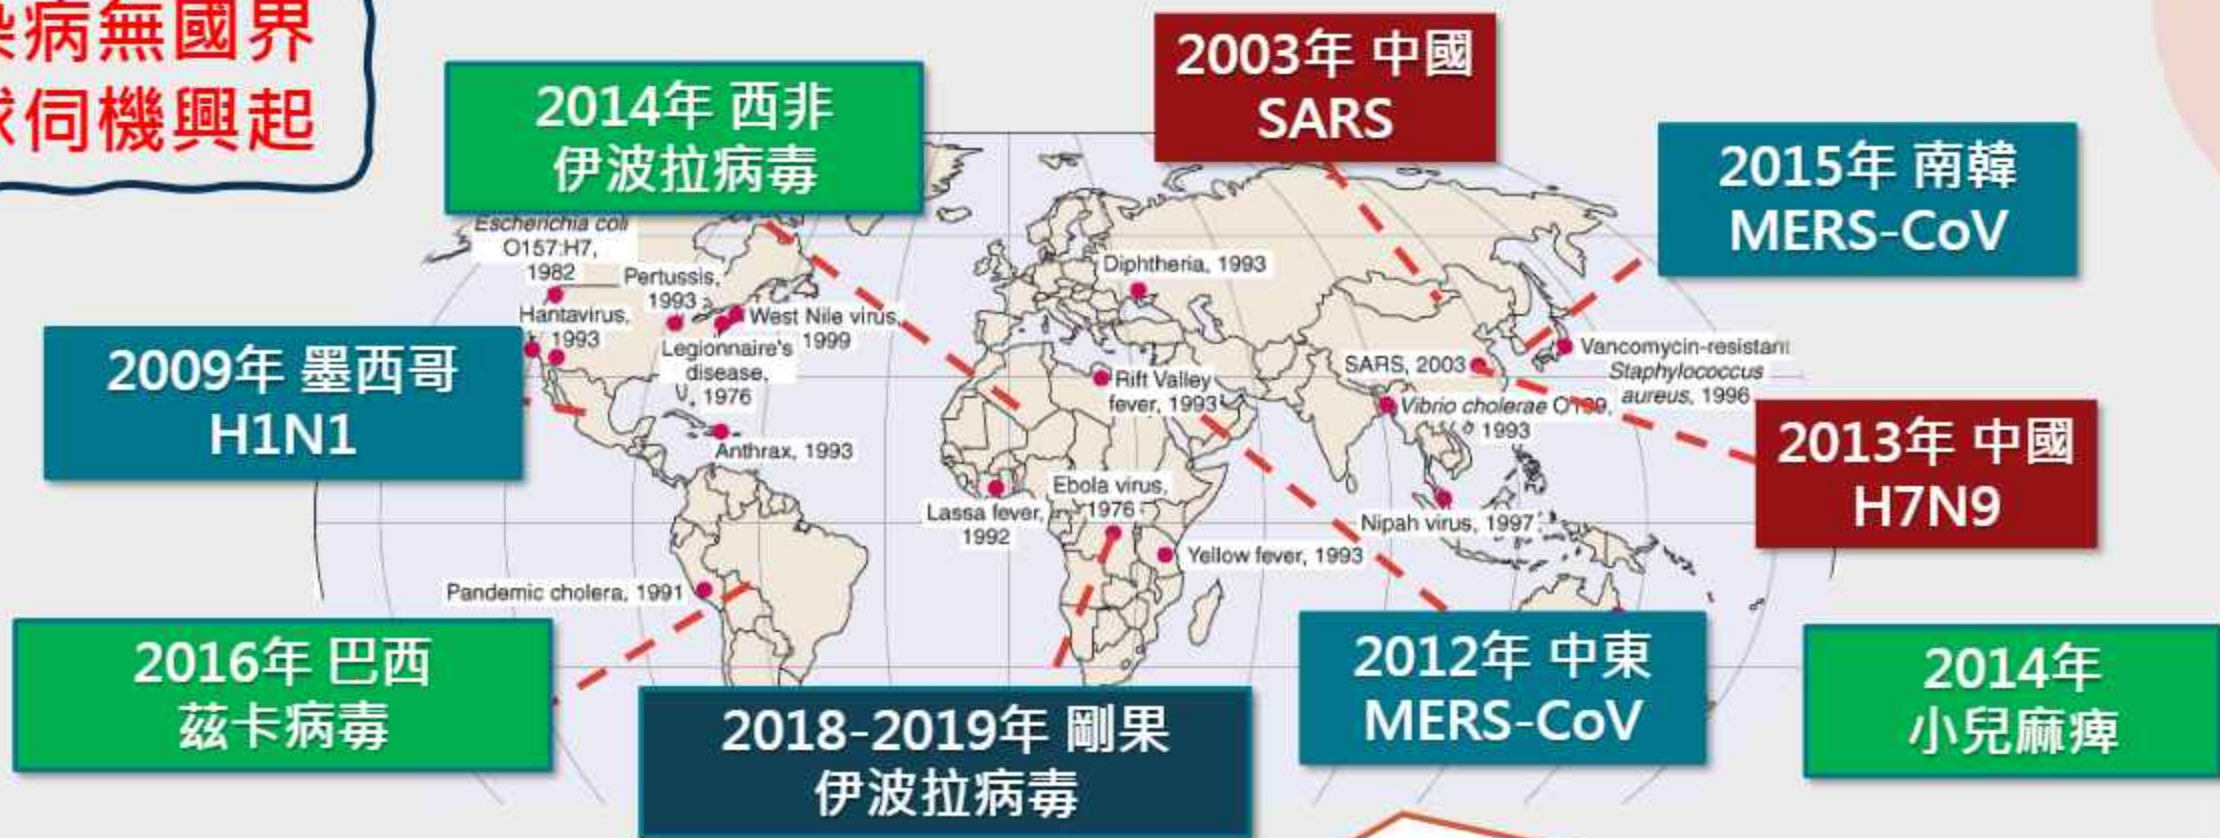 病無國界
伺機興起
2014年 西非
伊波拉病毒
2003年 中國
SARS
2015年 南韓
MERS-CoV
Escherichia coli
O157:H7,
1982
Pertussis,
1993
Hantavirus,
1993
West Nile virus,
1999
Legionnaire's
disease,
1976
Diphtheria, 1993
2009年 墨西哥
H1N1
Anthrax, 1993
Rift Valley
fever, 1993
SARS, 2003
Vancomycin-resistant
Staphylococcus
aureus, 1996
Vibrio cholerae O139,
1993
2013年 中國
H7N9
Lassa fever,
1992
Ebola virus,
1976
Nipah virus, 1997
Yellow fever, 1993
Pandemic cholera, 1991
2016年 巴西
茲卡病毒
2018-2019年 剛果
伊波拉病毒
2012年 中東
MERS-CoV
2014年
小兒麻痺